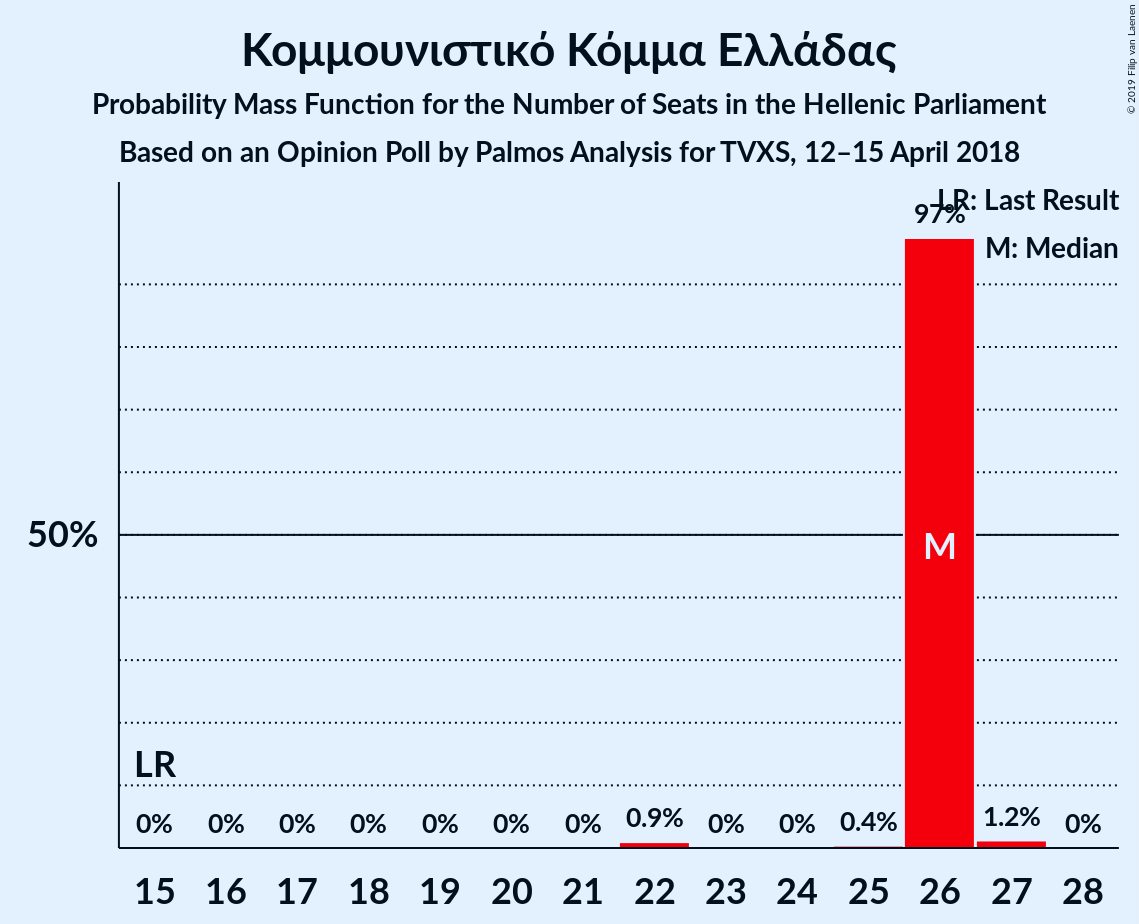 Κομμουνιστικό Κόμμα Ελλάδας
Probability Mass Function for the Number of Seats in the Hellenic Parliament
Based on an Opinion Poll by Palmos Analysis for TVXS, 12–15 April 2018
© 2019 Filip van Laenen
LR: Last Result
M: Median
97%
50%
M
LR
0% 0% 0% 0% 0% 0% 0% 0.9% 0% 0% 0.4% 1.2% 0%
15 16 17 18 19 20 21 22 23 24 25 26 27 28